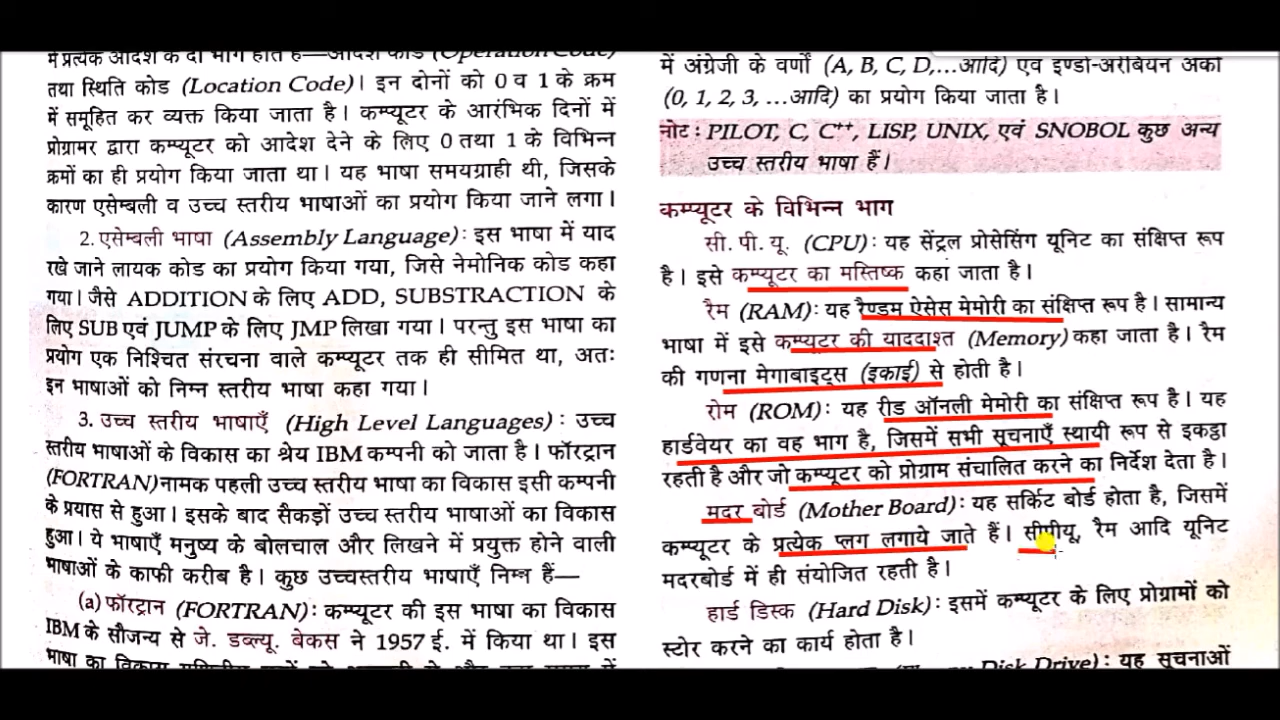 में प्रत्येक आदेश के दो भाग होते हैं—आदेश कोड (Operation Code)
तथा स्थिति कोड (Location Code)। इन दोनों को 0 व 1 के क्रम
में समूहित कर व्यक्त किया जाता है। कम्प्यूटर के आरंभिक दिनों में
प्रोग्रामर द्वारा कम्प्यूटर को आदेश देने के लिए 0 तथा 1 के विभिन्न
क्रमों का ही प्रयोग किया जाता था। यह भाषा समयग्राही थी, जिसके
कारण एसेम्बली व उच्च स्तरीय भाषाओं का प्रयोग किया जाने लगा।
2. एसेम्बली भाषा (Assembly Language): इस भाषा में याद
रखे जाने लायक कोड का प्रयोग किया गया, जिसे नेमोनिक कोड कहा
गया। जैसे ADDITION के लिए ADD, SUBSTRACTION के
लिए SUB एवं JUMP के लिए JMP लिखा गया। परन्तु इस भाषा का
प्रयोग एक निश्चित संरचना वाले कम्प्यूटर तक ही सीमित था, अतः
इन भाषाओं को निम्न स्तरीय भाषा कहा गया।
3. उच्च स्तरीय भाषाएँ (High Level Languages) : उच्च
स्तरीय भाषाओं के विकास का श्रेय IBM कम्पनी को जाता है। फॉरट्रान
(FORTRAN) नामक पहली उच्च स्तरीय भाषा का विकास इसी कम्पनी
के प्रयास से हुआ। इसके बाद सैकड़ों उच्च स्तरीय भाषाओं का विकास
हुआ। ये भाषाएँ मनुष्य के बोलचाल और लिखने में प्रयुक्त होने वाली
भाषाओं के काफी करीब है। कुछ उच्चस्तरीय भाषाएँ निम्न हैं—
(a) फॉरट्रान (FORTRAN): कम्प्यूटर की इस भाषा का विकास
IBM के सौजन्य से जे. डब्ल्यू. बेकस ने 1957 ई. में किया था। इस
भाषा का विकास
में अंग्रेजी के वर्णों (A, B, C, D,...आदि) एवं इण्डो-अरेबियन अंकों
(0, 1, 2, 3, ...आदि) का प्रयोग किया जाता है।
नोट : PILOT, C, C++, LISP, UNIX, एवं SNOBOL कुछ अन्य
उच्च स्तरीय भाषा हैं।
कम्प्यूटर के विभिन्न भाग
सी. पी. यू. (CPU): यह सेंट्रल प्रोसेसिंग यूनिट का संक्षिप्त रूप
है। इसे कम्प्यूटर का मस्तिष्क कहा जाता है।
रैम (RAM): यह रैण्डम ऐसेस मेमोरी का संक्षिप्त रूप है। सामान्य
भाषा में इसे कम्प्यूटर की याददाश्त (Memory) कहा जाता है। रैम
की गणना मेगाबाइट्स (इकाई) से होती है।
रोम (ROM): यह रीड ऑनली मेमोरी का संक्षिप्त रूप है। यह
हार्डवेयर का वह भाग है, जिसमें सभी सूचनाएँ स्थायी रूप से इकट्ठा
रहती है और जो कम्प्यूटर को प्रोग्राम संचालित करने का निर्देश देता है।
मदर बोर्ड (Mother Board): यह सर्किट बोर्ड होता है, जिसमें
कम्प्यूटर के प्रत्येक प्लग लगाये जाते हैं। सीपीयू, रैम आदि यूनिट
मदरबोर्ड में ही संयोजित रहती है।
हार्ड डिस्क (Hard Disk): इसमें कम्प्यूटर के लिए प्रोग्रामों को
स्टोर करने का कार्य होता है।
Disk Drive): यह सूचनाओं